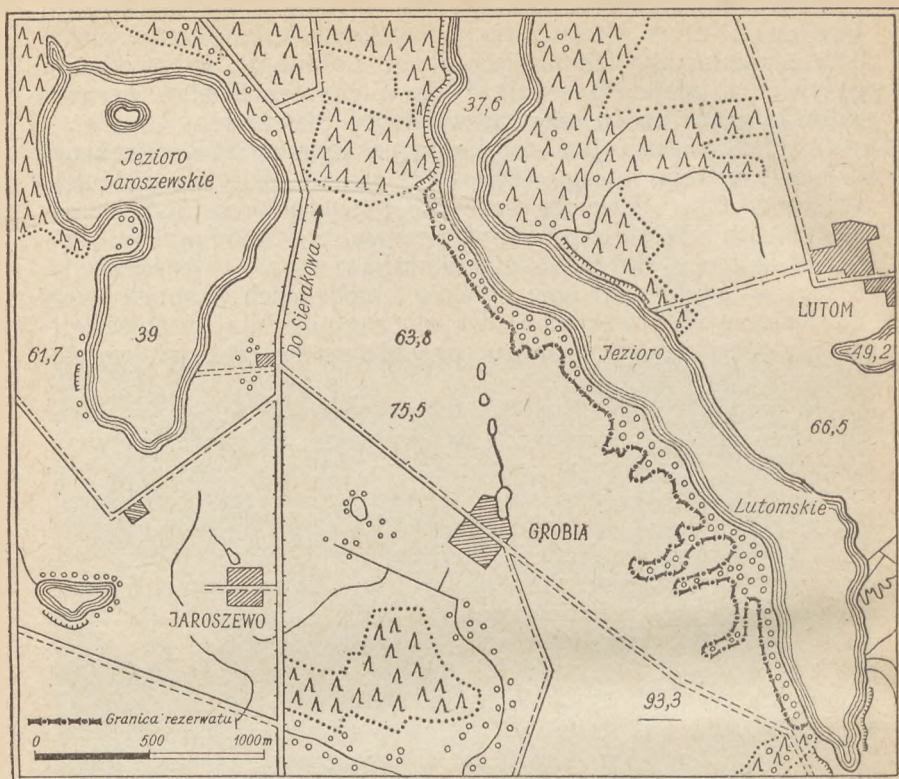 37,6
Jezioro
Jaroszewskie
Do Sierakowa
LUTOM
61,7
39
63,8
Jezioro
49,2
75,5
66,5
Lutomskie
GROBIA
JAROSZEWO
93,3
Granica rezerwatu
0 500 1000 m